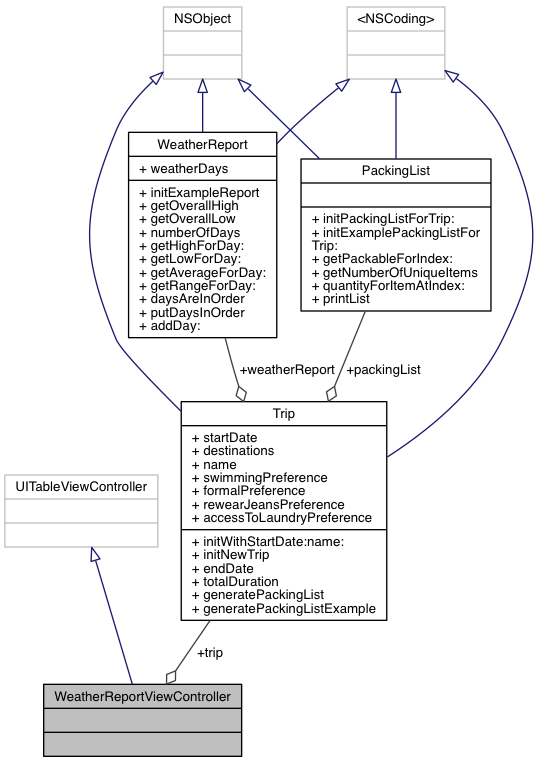 NSObject
<NSCoding>
WeatherReport
+ weatherDays
+ initExampleReport
+ getOverallHigh
+ getOverallLow
+ numberOfDays
+ getHighForDay:
+ getLowForDay:
+ getAverageForDay:
+ getRangeForDay:
+ daysAreInOrder
+ putDaysInOrder
+ addDay:
PackingList
+ initPackingListForTrip:
+ initExamplePackingListFor
Trip:
+ getPackableForIndex:
+ getNumberOfUniqueItems
+ quantityForItemAtIndex:
+ printList
+weatherReport
+packingList
Trip
+ startDate
+ destinations
+ name
+ swimmingPreference
+ formalPreference
+ rewearJeansPreference
+ accessToLaundryPreference
+ initWithStartDate:name:
+ initNewTrip
+ endDate
+ totalDuration
+ generatePackingList
+ generatePackingListExample
UITableViewController
+trip
WeatherReportViewController